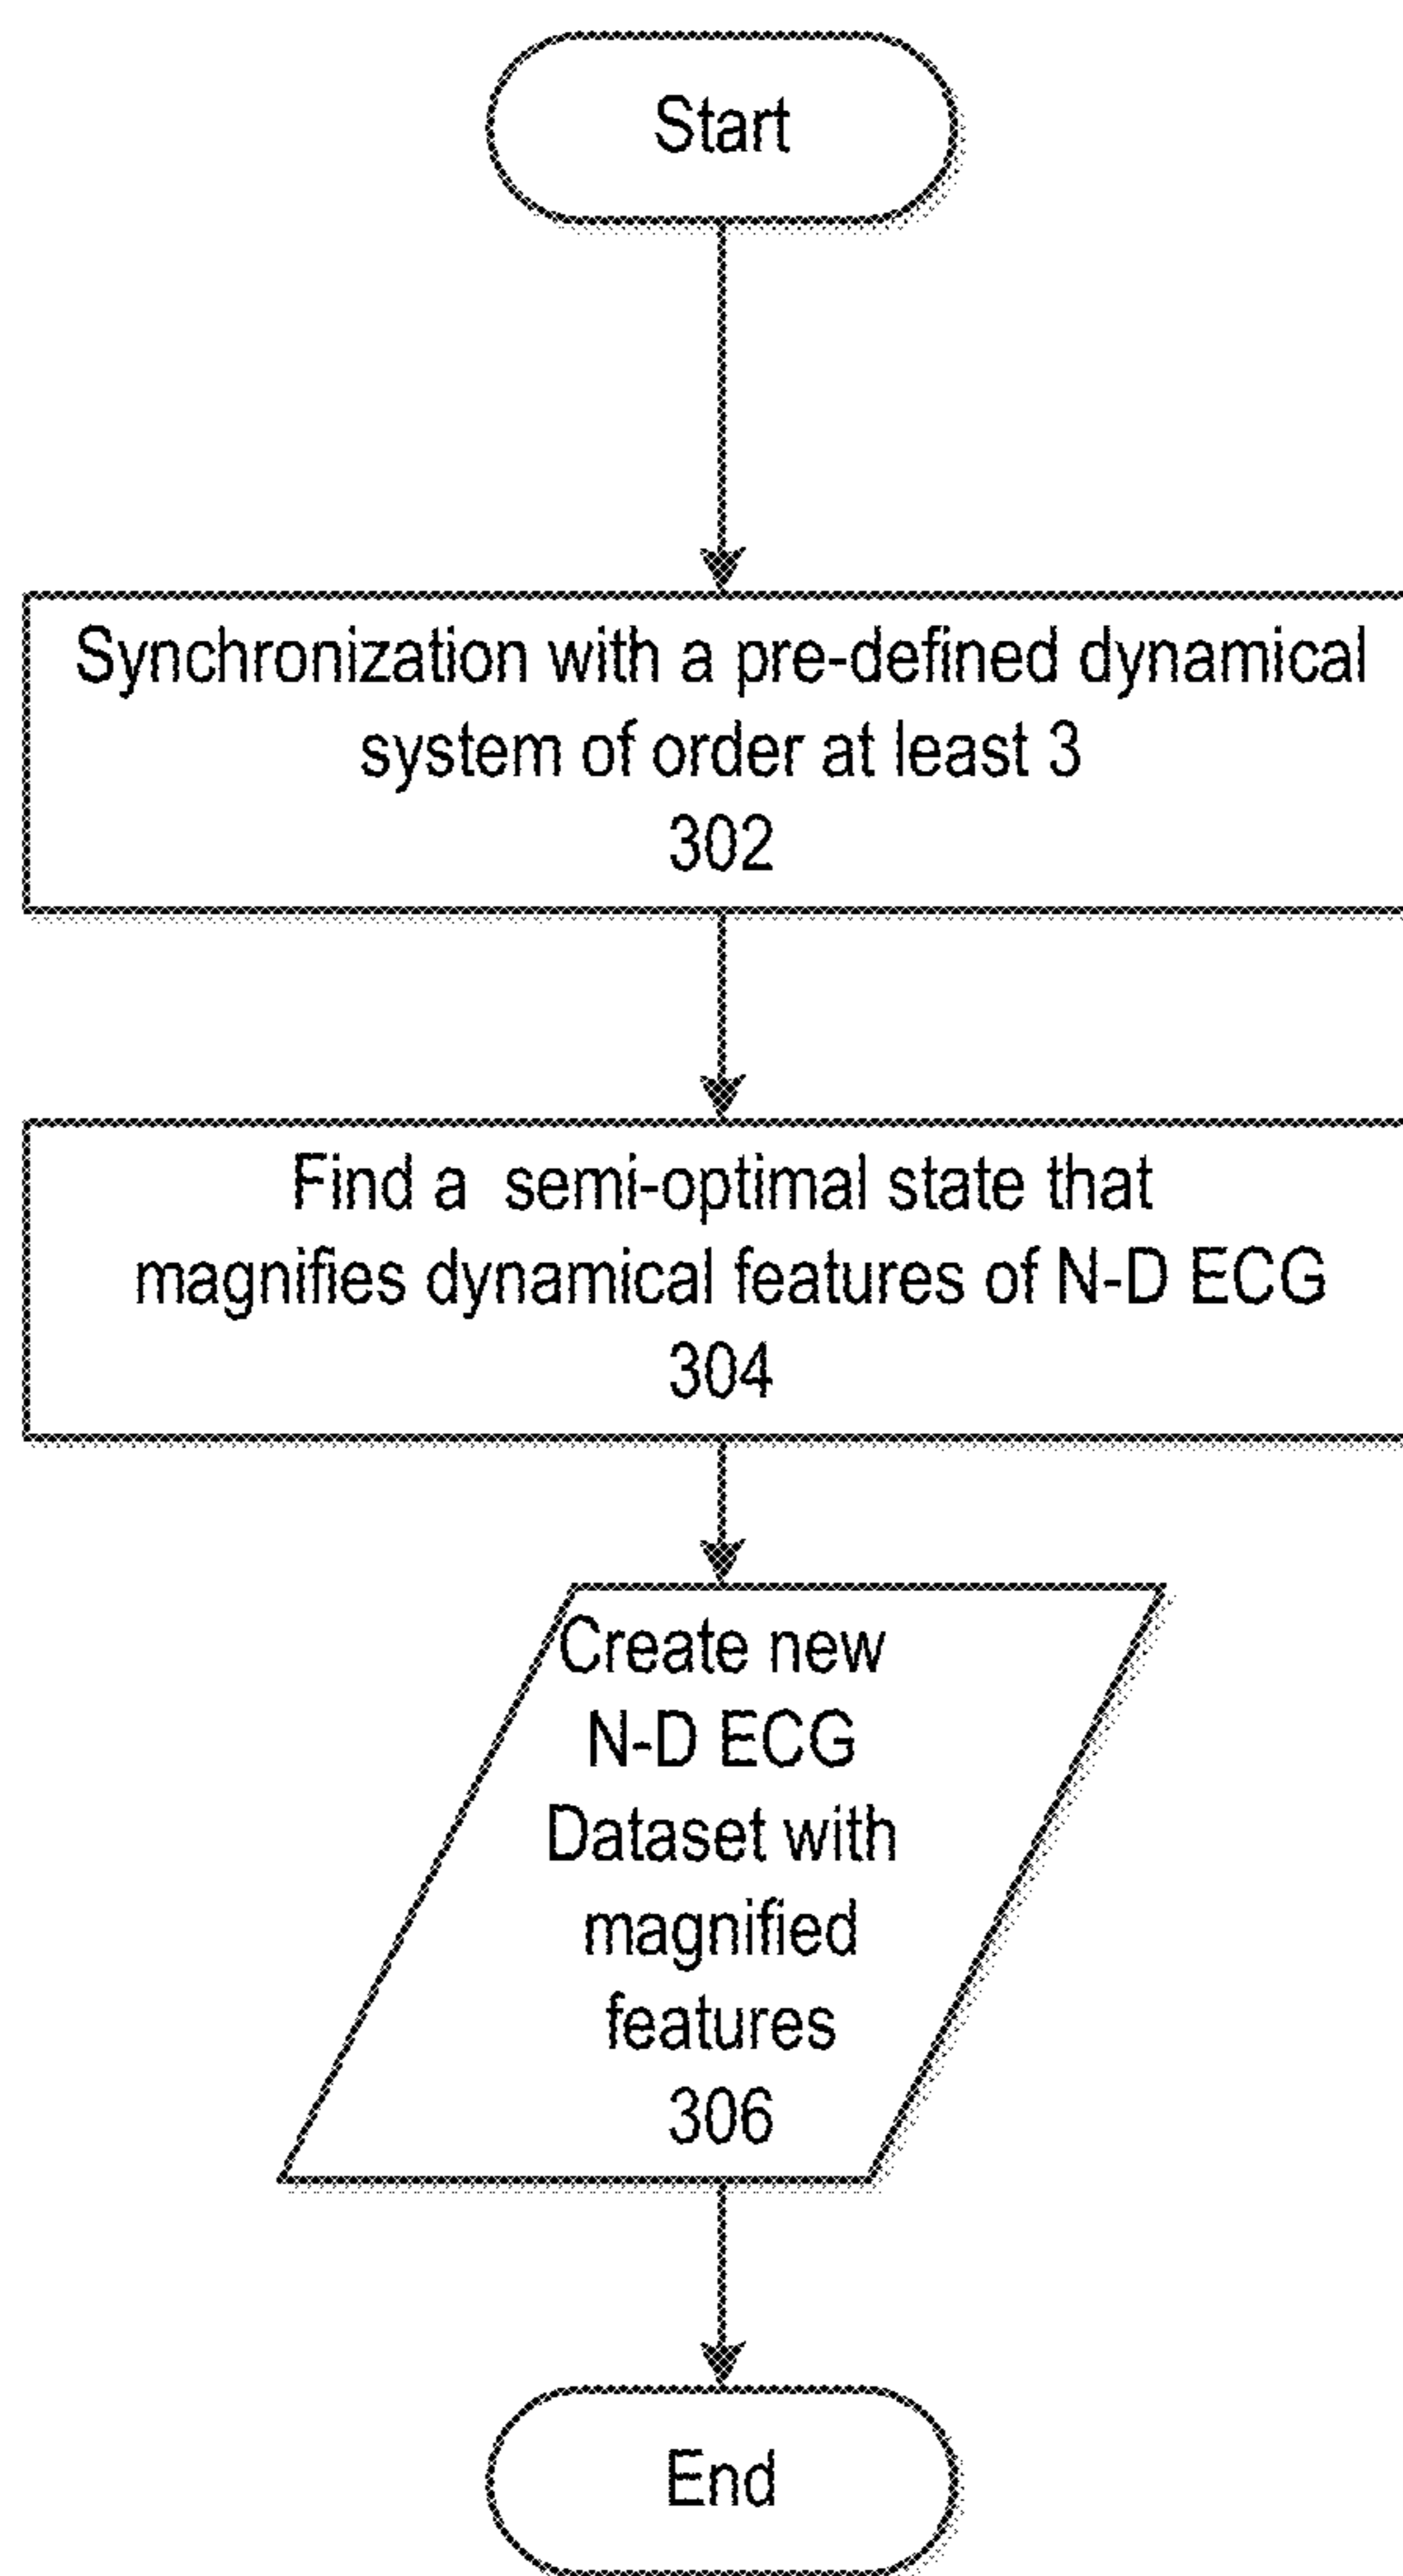 Start
Synchronization with a pre-defined dynamical
system of order at least 3
302
Find a semi-optimal state that
magnifies dynamical features of N-D ECG
304
Create new
N-D ECG
Dataset with
magnified
features
306
End